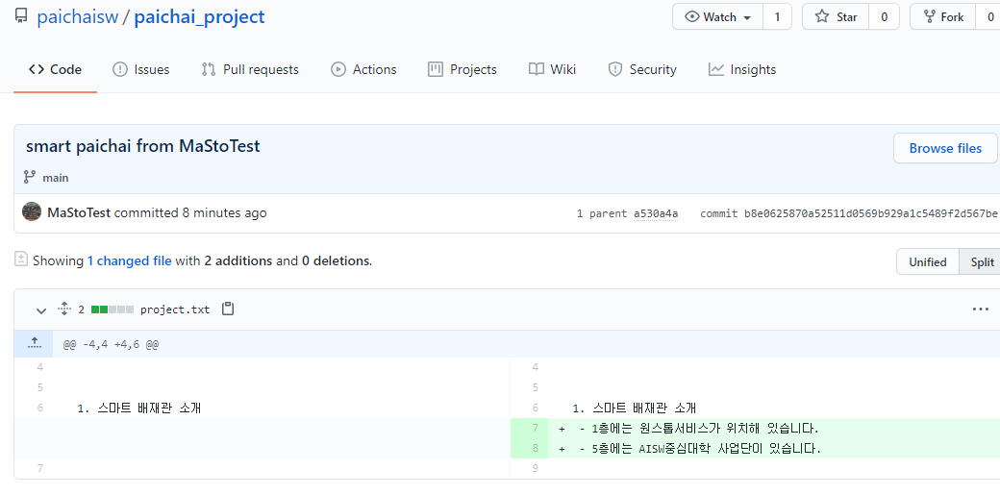 paichaisw / paichai_project
Watch 1 Star 0 Fork 0
Code Issues Pull requests Actions Projects Wiki Security Insights
smart paichai from MaStoTest
Browse files
main
MaStoTest committed 8 minutes ago
1 parent a530a4a commit b8e0625870a52511d0569b929a1c5489f2d567be
Showing 1 changed file with 2 additions and 0 deletions.
Unified Split
2 project.txt
@@ -4,4 +4,6 @@
4 4
5 5
6 1. 스마트 배재관 소개 6 1. 스마트 배재관 소개
7 + - 1층에는 원스톱서비스가 위치해 있습니다.
8 + - 5층에는 AISW중심대학 사업단이 있습니다.
7 9